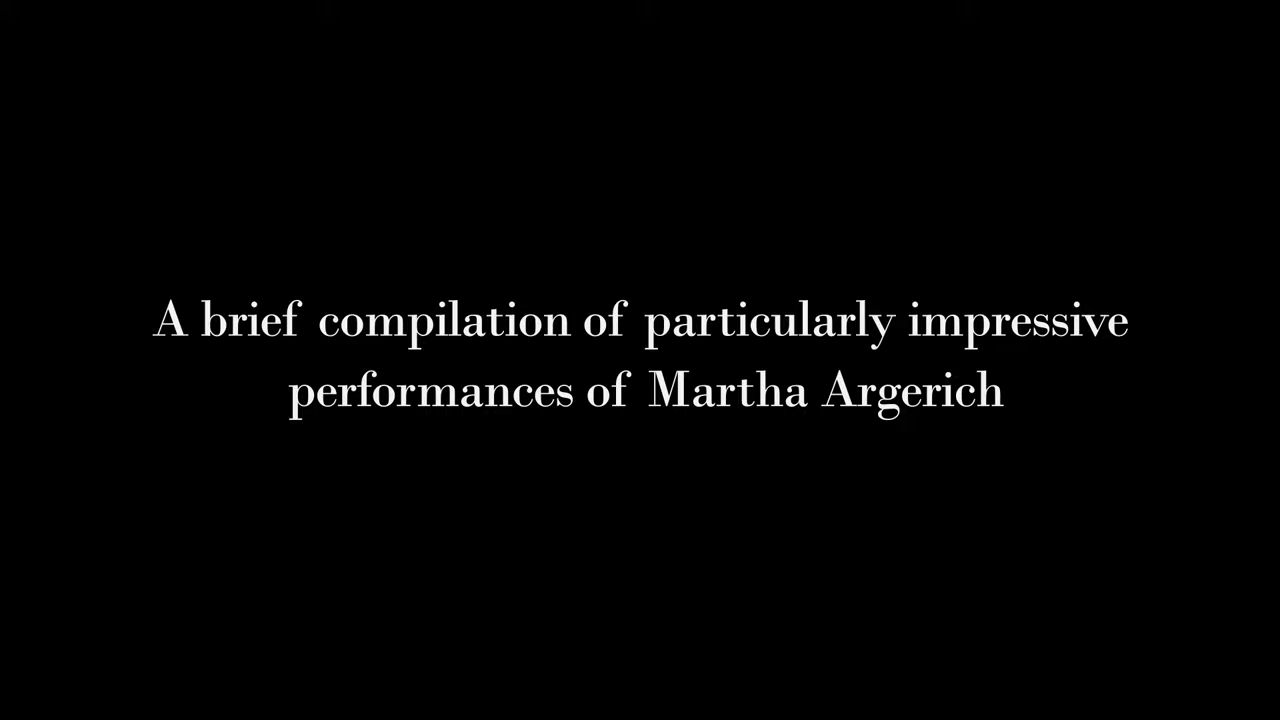 A brief compilation of particularly impressive
performances of Martha Argerich